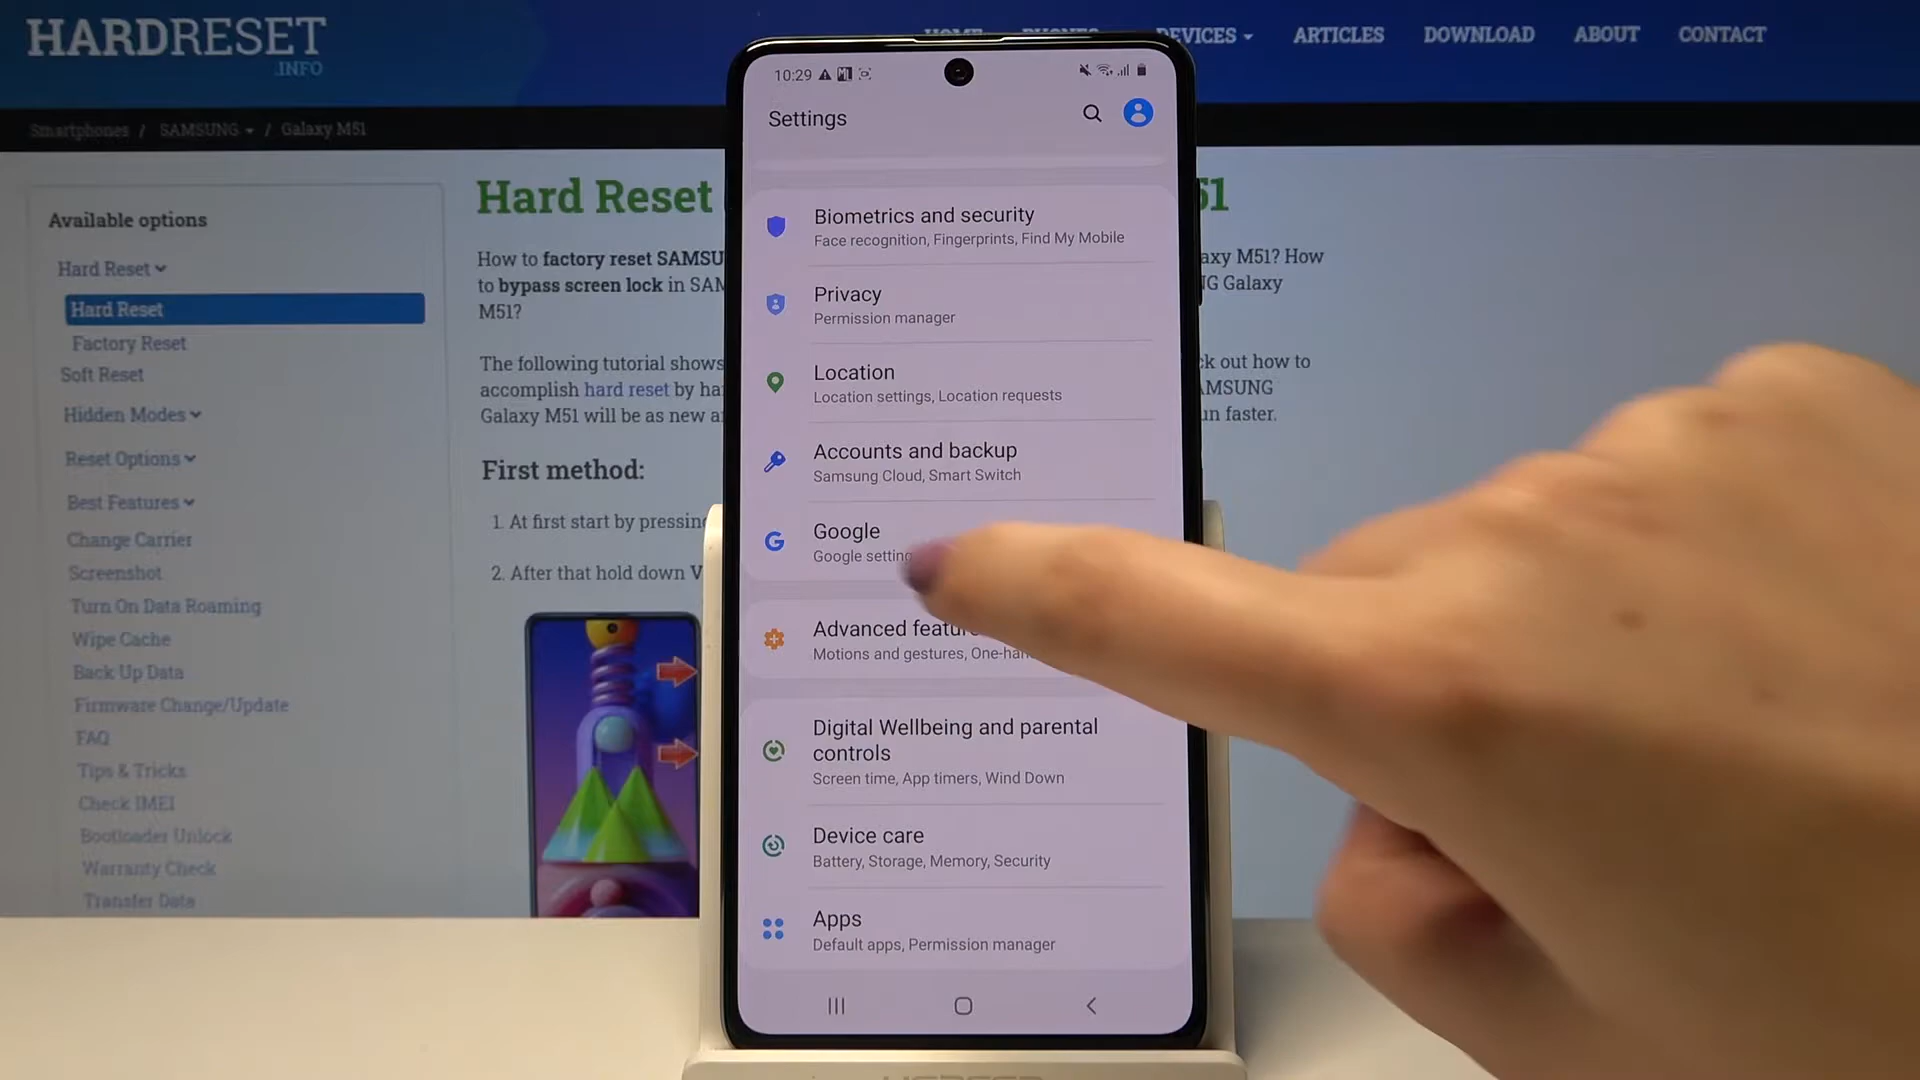 HARDRESET
.INFO
HOME
PHONES
DEVICES
ARTICLES
DOWNLOAD
ABOUT
CONTACT
Smartphones / SAMSUNG / Galaxy M51
Available options
Hard Reset
Hard Reset
Factory Reset
Soft Reset
Hidden Modes
Reset Options
Best Features
Change Carrier
Screenshot
Turn On Data Roaming
Wipe Cache
Back Up Data
Firmware Change/Update
FAQ
Tips & Tricks
Check IMEI
Bootloader Unlock
Warranty Check
Transfer Data
Hard Reset
51
How to factory reset SAMSU
axy M51? How
to bypass screen lock in SAM
NG Galaxy
M51?
The following tutorial shows
ck out how to
accomplish hard reset by ha
AMSUNG
Galaxy M51 will be as new a
un faster.
First method:
1. At first start by pressing
2. After that hold down V
10:29
Settings
Biometrics and security
Face recognition, Fingerprints, Find My Mobile
Privacy
Permission manager
Location
Location settings, Location requests
Accounts and backup
Samsung Cloud, Smart Switch
Google
Google setting
Advanced featur
Motions and gestures, One-han
Digital Wellbeing and parental
controls
Screen time, App timers, Wind Down
Device care
Battery, Storage, Memory, Security
Apps
Default apps, Permission manager